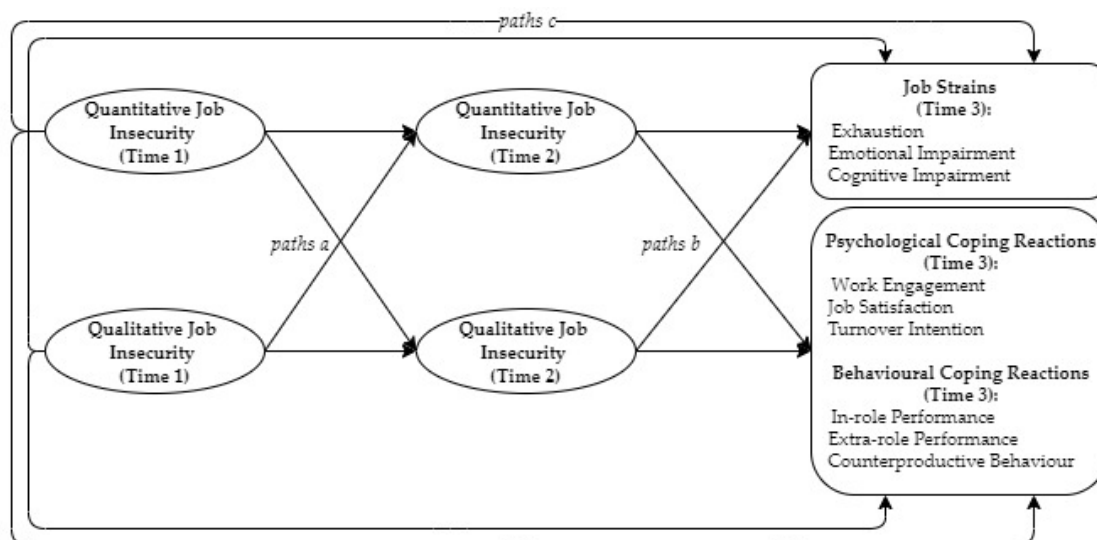 paths c
Quantitative Job
Insecurity
(Time 1)
Quantitative Job
Insecurity
(Time 2)
Job Strains
(Time 3):
Exhaustion
Emotional Impairment
Cognitive Impairment
paths a
paths b
Qualitative Job
Insecurity
(Time 1)
Qualitative Job
Insecurity
(Time 2)
Psychological Coping Reactions
(Time 3):
Work Engagement
Job Satisfaction
Turnover Intention
Behavioural Coping Reactions
(Time 3):
In-role Performance
Extra-role Performance
Counterproductive Behaviour